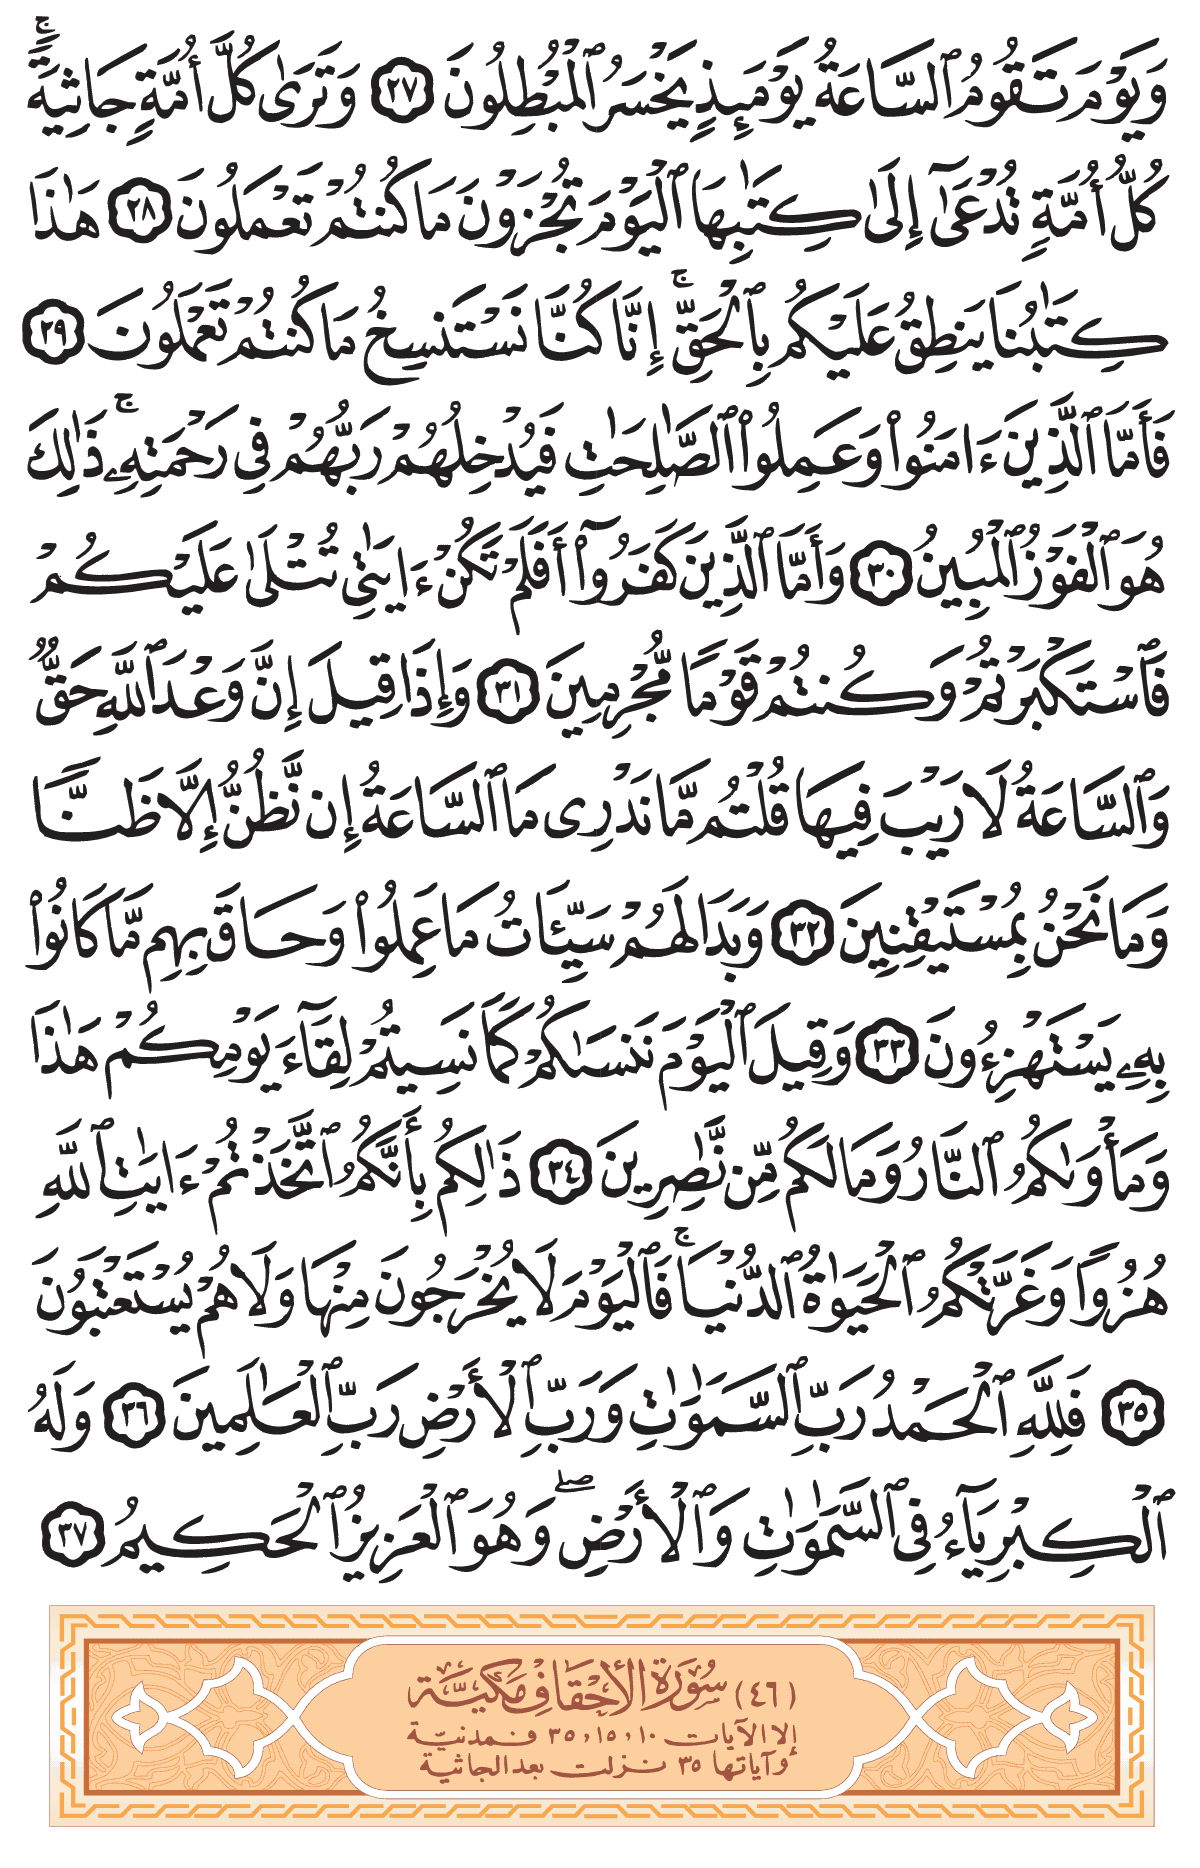 وَيَوْمَ تَقُومُ ٱلسَّاعَةُ يَوْمَئِذٍ يَخْسَرُ ٱلْمُبْطِلُونَ ٢٧ وَتَرَىٰ كُلَّ أُمَّةٍ جَاثِيَةً ۚ
كُلُّ أُمَّةٍ تُدْعَىٰٓ إِلَىٰ كِتَـٰبِهَا ٱلْيَوْمَ تُجْزَوْنَ مَا كُنتُمْ تَعْمَلُونَ ٢٨ هَـٰذَا
كِتَـٰبُنَا يَنطِقُ عَلَيْكُم بِٱلْحَقِّ ۚ إِنَّا كُنَّا نَسْتَنسِخُ مَا كُنتُمْ تَعْمَلُونَ ٢٩
فَأَمَّا ٱلَّذِينَ ءَامَنُوا۟ وَعَمِلُوا۟ ٱلصَّـٰلِحَـٰتِ فَيُدْخِلُهُمْ رَبُّهُمْ فِى رَحْمَتِهِۦ ۚ ذَٰلِكَ
هُوَ ٱلْفَوْزُ ٱلْمُبِينُ ٣٠ وَأَمَّا ٱلَّذِينَ كَفَرُوٓا۟ أَفَلَمْ تَكُنْ ءَايَـٰتِى تُتْلَىٰ عَلَيْكُمْ
فَٱسْتَكْبَرْتُمْ وَكُنتُمْ قَوْمًا مُّجْرِمِينَ ٣١ وَإِذَا قِيلَ إِنَّ وَعْدَ ٱللَّهِ حَقٌّ
وَٱلسَّاعَةُ لَا رَيْبَ فِيهَا قُلْتُم مَّا نَدْرِى مَا ٱلسَّاعَةُ إِن نَّظُنُّ إِلَّا ظَنًّا
وَمَا نَحْنُ بِمُسْتَيْقِنِينَ ٣٢ وَبَدَا لَهُمْ سَيِّـَٔاتُ مَا عَمِلُوا۟ وَحَاقَ بِهِم مَّا كَانُوا۟
بِهِۦ يَسْتَهْزِءُونَ ٣٣ وَقِيلَ ٱلْيَوْمَ نَنسَىٰكُمْ كَمَا نَسِيتُمْ لِقَآءَ يَوْمِكُمْ هَـٰذَا
وَمَأْوَىٰكُمُ ٱلنَّارُ وَمَا لَكُم مِّن نَّـٰصِرِينَ ٣٤ ذَٰلِكُم بِأَنَّكُمُ ٱتَّخَذْتُمْ ءَايَـٰتِ ٱللَّهِ
هُزُوًا وَغَرَّتْكُمُ ٱلْحَيَوٰةُ ٱلدُّنْيَا ۚ فَٱلْيَوْمَ لَا يُخْرَجُونَ مِنْهَا وَلَا هُمْ يُسْتَعْتَبُونَ
٣٥ فَلِلَّهِ ٱلْحَمْدُ رَبِّ ٱلسَّمَـٰوَٰتِ وَرَبِّ ٱلْأَرْضِ رَبِّ ٱلْعَـٰلَمِينَ ٣٦ وَلَهُ
ٱلْكِبْرِيَآءُ فِى ٱلسَّمَـٰوَٰتِ وَٱلْأَرْضِ ۖ وَهُوَ ٱلْعَزِيزُ ٱلْحَكِيمُ ٣٧
(٤٦) سُورَة الأحقاف مَكيَّة
إلا الآيات ١٠، ١٥، ٣٥ فمدنيّة
وآياتها ٣٥ نزلت بعد الجاثية